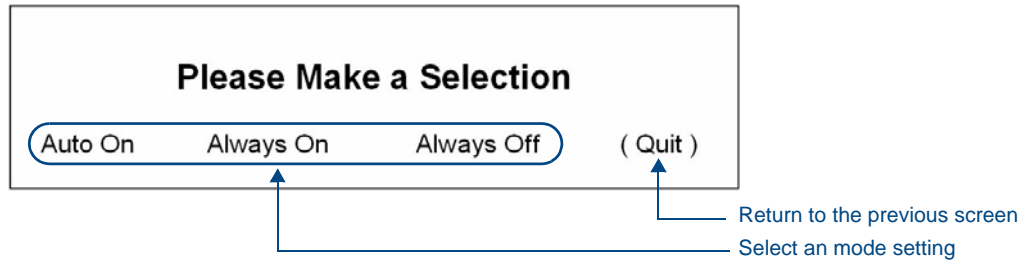 Please Make a Selection
Auto On Always On Always Off ( Quit )
Return to the previous screen
Select an mode setting